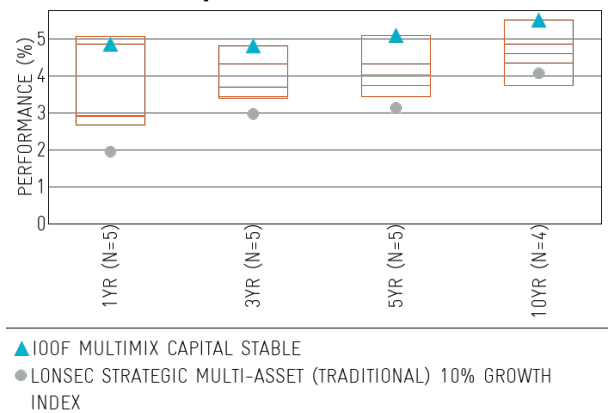 PERFORMANCE (%)
5
4
3
2
1
0
1YR (N=5)
3YR (N=5)
5YR (N=5)
10YR (N=4)
IOOF MULTIMIX CAPITAL STABLE
LONSEC STRATEGIC MULTI-ASSET (TRADITIONAL) 10% GROWTH
INDEX